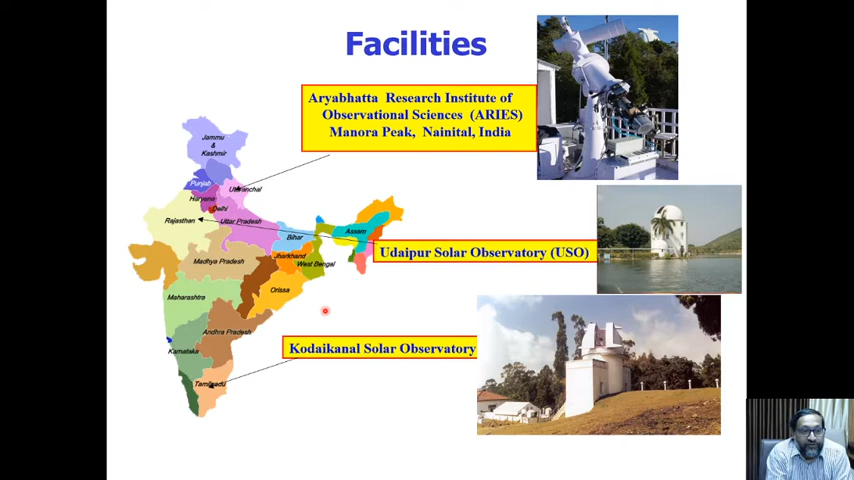 Facilities
Aryabhatta Research Institute of
Observational Sciences (ARIES)
Manora Peak, Nainital, India
Jammu
&
Kashmir
Punjab
Uttranchal
Haryana
Delhi
Rajasthan
Uttar Pradesh
Assam
Bihar
Udaipur Solar Observatory (USO)
Madhya Pradesh
Jharkhand
West Bengal
Orissa
Maharashtra
Andhra Pradesh
Karnataka
Kodaikanal Solar Observatory
Tamilnadu